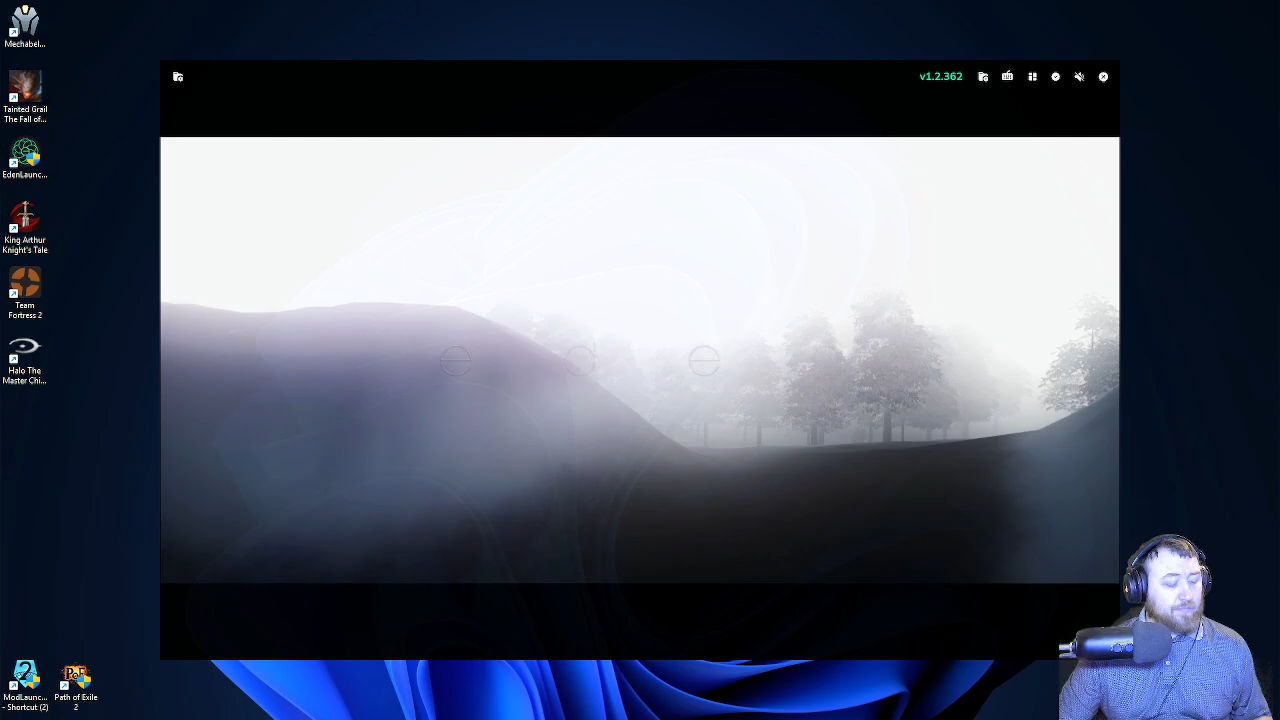 Mechabel...
Tainted Grail
The Fall of...
EdenLaunc...
King Arthur
Knight's Tale
Team
Fortress 2
Halo The
Master Chi...
ModLaunc...
- Shortcut (2)
Path of Exile
2
v1.2.362